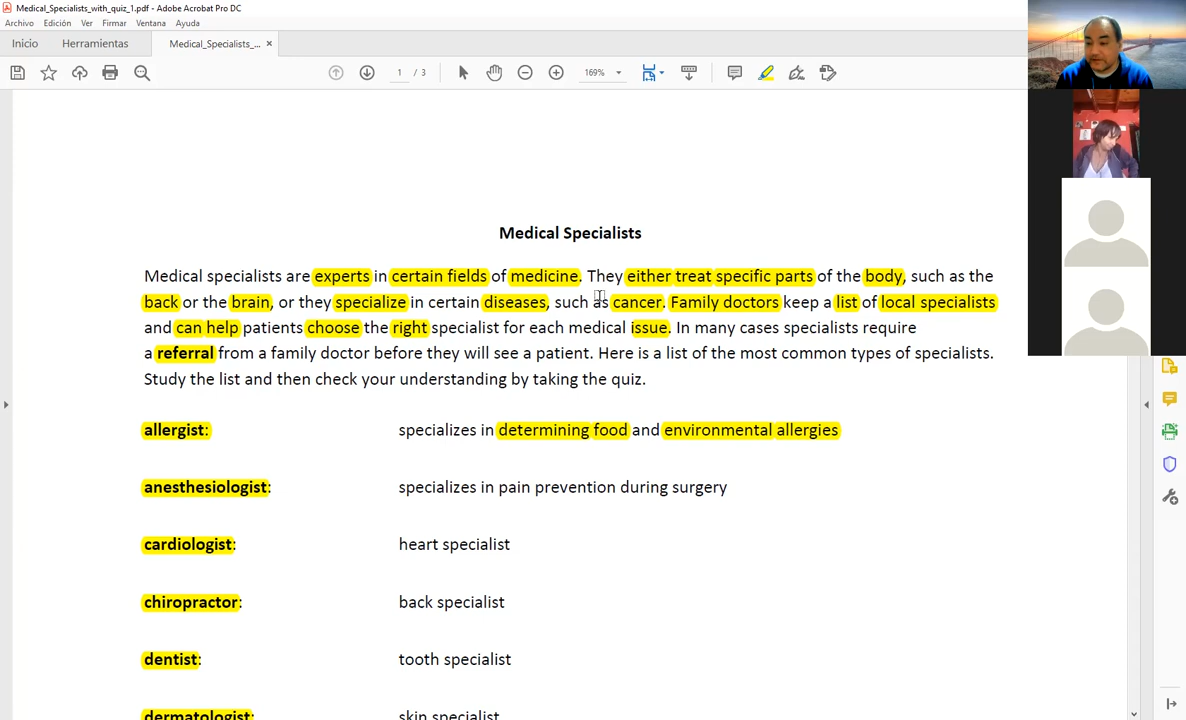 Medical_Specialists_with_quiz_1.pdf - Adobe Acrobat Pro DC
Archivo Edición Ver Firmar Ventana Ayuda
Inicio Herramientas Medical_Specialists_... ×
1 / 3 169%
Medical Specialists
Medical specialists are experts in certain fields of medicine. They either treat specific parts of the body, such as the
back or the brain, or they specialize in certain diseases, such as cancer. Family doctors keep a list of local specialists
and can help patients choose the right specialist for each medical issue. In many cases specialists require
a referral from a family doctor before they will see a patient. Here is a list of the most common types of specialists.
Study the list and then check your understanding by taking the quiz.
allergist: specializes in determining food and environmental allergies
anesthesiologist: specializes in pain prevention during surgery
cardiologist: heart specialist
chiropractor: back specialist
dentist: tooth specialist
dermatologist: skin specialist